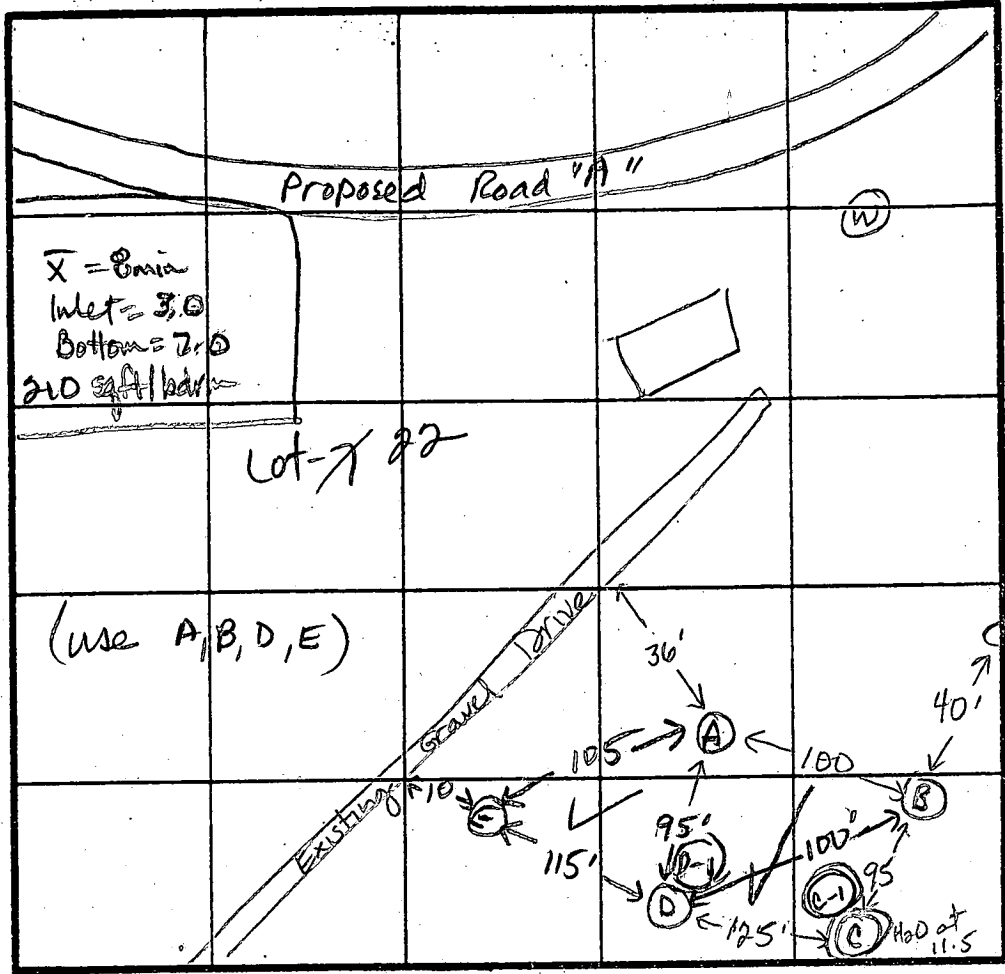 Proposed Road "A"
W
X̄ = 8min
Inlet = 3.0
Bottom = 7.0
210 sqft/bdrm
Lot-7 22
(use A, B, D, E)
Existing Gravel Drive
36'
40'
A
105
100
10
E
B
95'
D-1
100'
115'
C-1
95
D
125'
C
H2O at
11.5